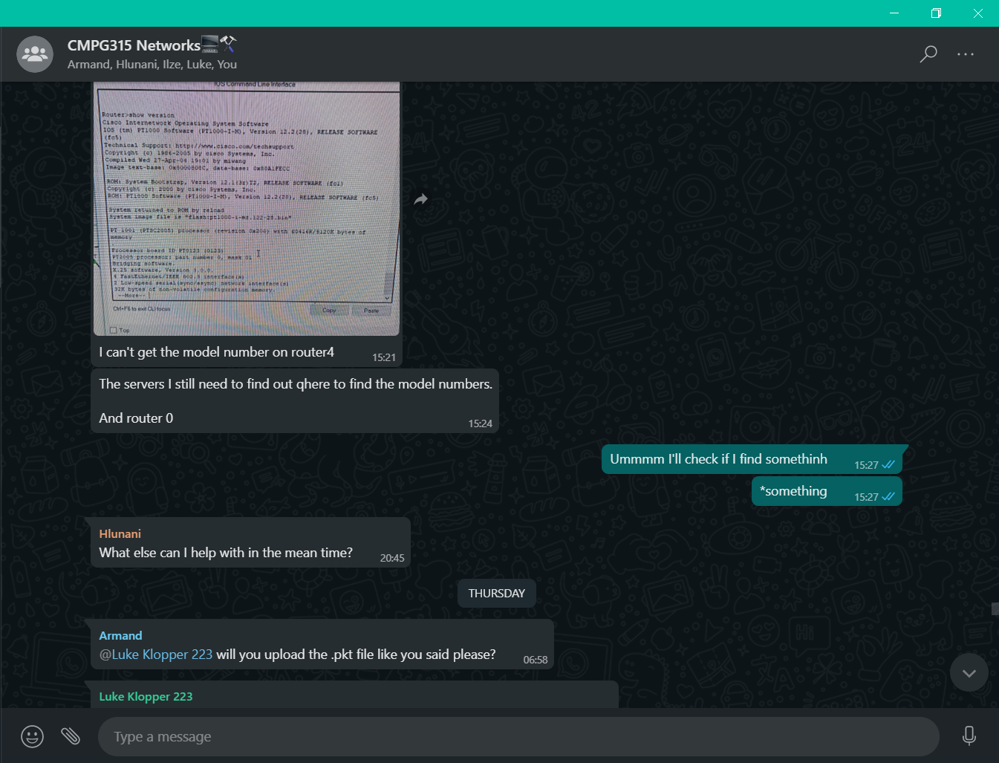 CMPG315 Networks
Armand, Hlunani, Ilze, Luke, You
IOS Command Line Interface
Router>show version
Cisco Internetwork Operating System Software
IOS (tm) PT1000 Software (PT1000-I-M), Version 12.2(28), RELEASE SOFTWARE
(fc5)
Technical Support: http://www.cisco.com/techsupport
Copyright (c) 1986-2005 by cisco Systems, Inc.
Compiled Wed 27-Apr-04 19:01 by miwang
Image text-base: 0x8000808C, data-base: 0x80A1FECC
ROM: System Bootstrap, Version 12.1(3r)T2, RELEASE SOFTWARE (fc1)
Copyright (c) 2000 by cisco Systems, Inc.
ROM: PT1000 Software (PT1000-I-M), Version 12.2(28), RELEASE SOFTWARE (fc5)
System returned to ROM by reload
System image file is "flash:pt1000-i-mz.122-28.bin"
PT 1001 (PTSC2005) processor (revision 0x200) with 60416K/5120K bytes of
memory
Processor board ID PT0123 (0123)
PT2005 processor: part number 0, mask 01
Bridging software.
X.25 software, Version 3.0.0.
4 FastEthernet/IEEE 802.3 interface(s)
2 Low-speed serial(sync/async) network interface(s)
32K bytes of non-volatile configuration memory.
--More--
Ctrl+F6 to exit CLI focus
Copy Paste
Top
I can't get the model number on router4
15:21
The servers I still need to find out qhere to find the model numbers.
And router 0
15:24
Ummmm I'll check if I find somethinh
15:27
*something
15:27
Hlunani
What else can I help with in the mean time?
20:45
THURSDAY
Armand
@Luke Klopper 223 will you upload the .pkt file like you said please?
06:58
Luke Klopper 223
Type a message